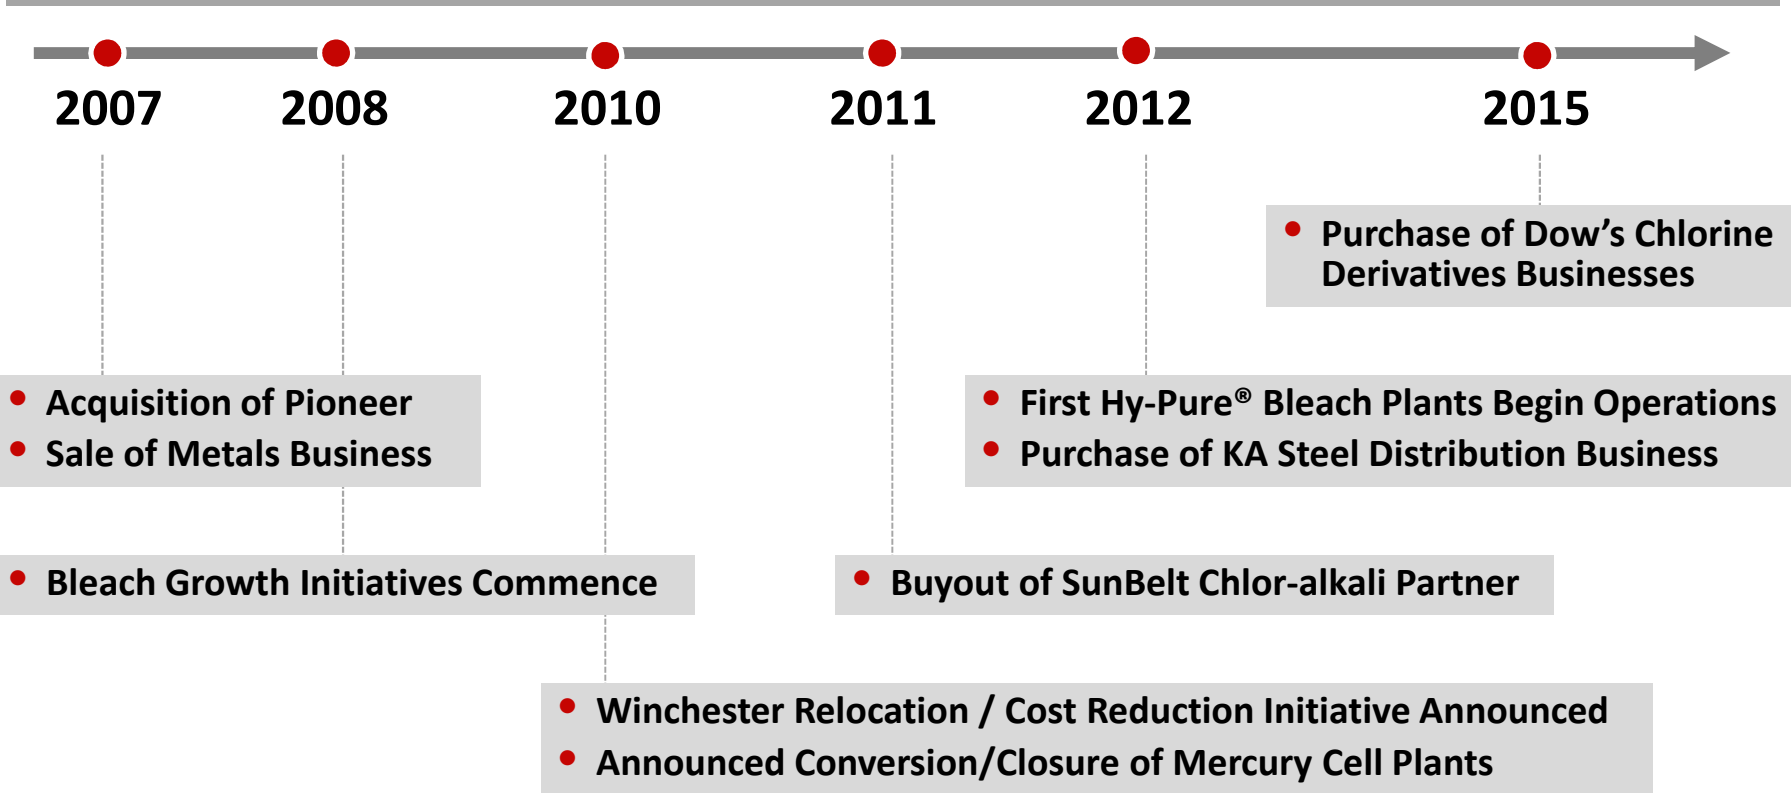 2007 2008 2010 2011 2012 2015
• Purchase of Dow’s Chlorine
Derivatives Businesses
• Acquisition of Pioneer
• Sale of Metals Business
• First Hy-Pure® Bleach Plants Begin Operations
• Purchase of KA Steel Distribution Business
• Bleach Growth Initiatives Commence
• Buyout of SunBelt Chlor-alkali Partner
• Winchester Relocation / Cost Reduction Initiative Announced
• Announced Conversion/Closure of Mercury Cell Plants